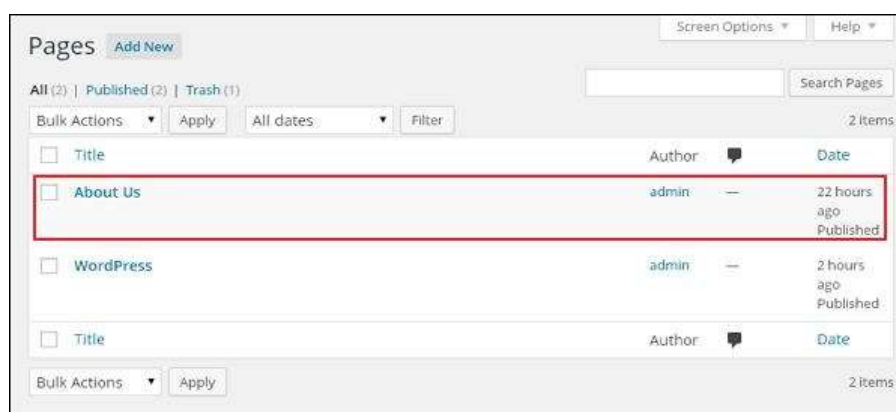 Screen Options ▼ Help ▼
Pages Add New
All (2) | Published (2) | Trash (1)
Search Pages
Bulk Actions ▼ Apply All dates ▼ Filter 2 items
Title Author Date
About Us admin — 22 hours
ago
Published
WordPress admin — 2 hours
ago
Published
Title Author Date
Bulk Actions ▼ Apply 2 items